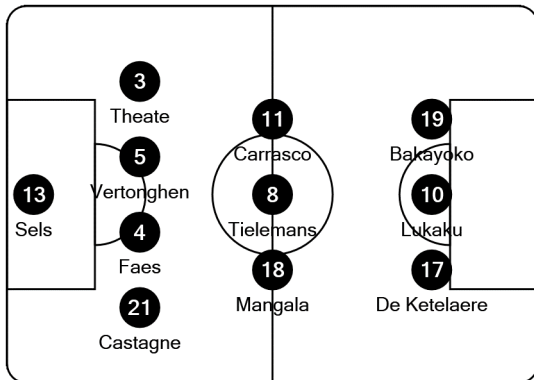 3
Theate
5
Vertonghen
4
Faes
21
Castagne
13
Sels
11
Carrasco
8
Tielemans
18
Mangala
19
Bakayoko
10
Lukaku
17
De Ketelaere